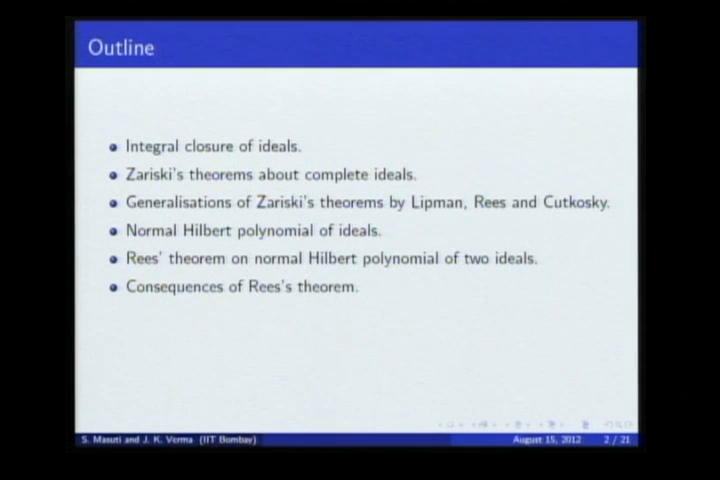 Outline
Integral closure of ideals.
Zariski's theorems about complete ideals.
Generalisations of Zariski's theorems by Lipman, Rees and Cutkosky.
Normal Hilbert polynomial of ideals.
Rees' theorem on normal Hilbert polynomial of two ideals.
Consequences of Rees's theorem.
S. Masuti and J. K. Verma (IIT Bombay) August 15, 2012 2 / 21